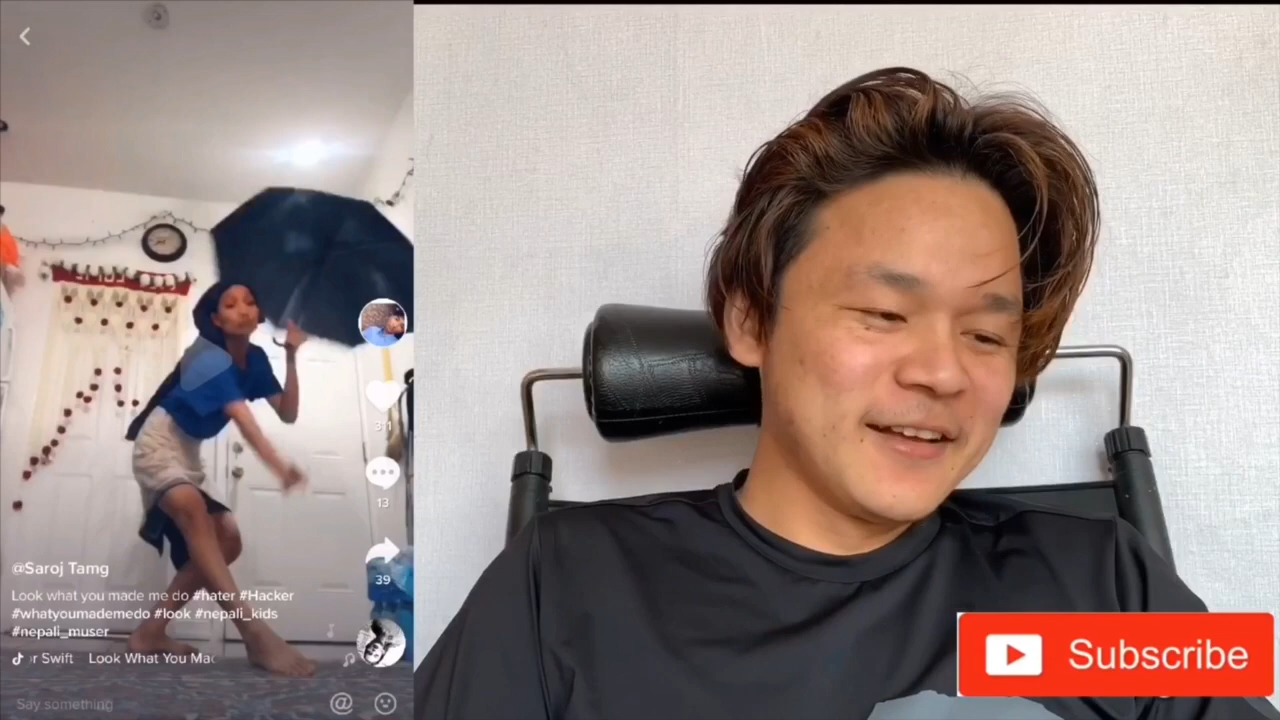 311
13
39
@Saroj Tamg
Look what you made me do #hater #Hacker
#whatyoumademedo #look #nepali_kids
#nepali_muser
r Swift Look What You Mad
Say something
Subscribe